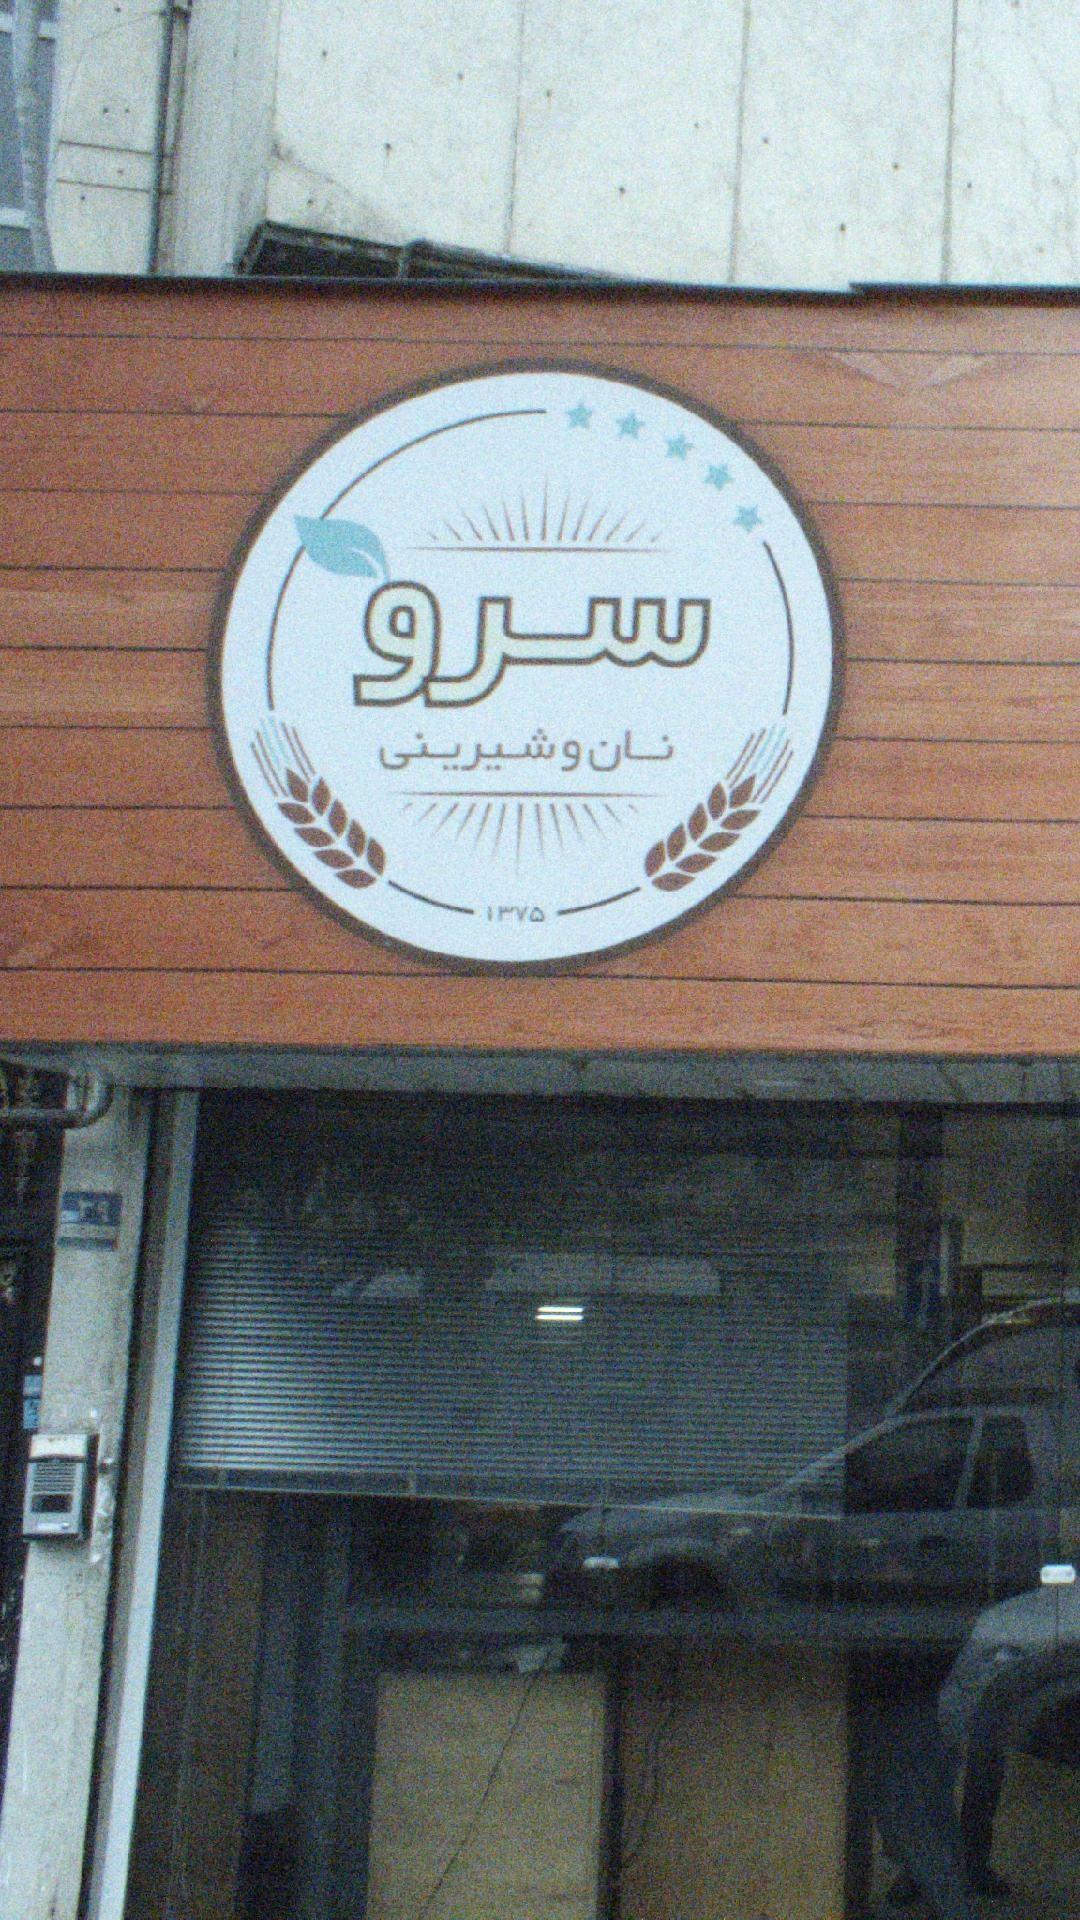 سرو
نان و شیرینی
۱۳۷۵